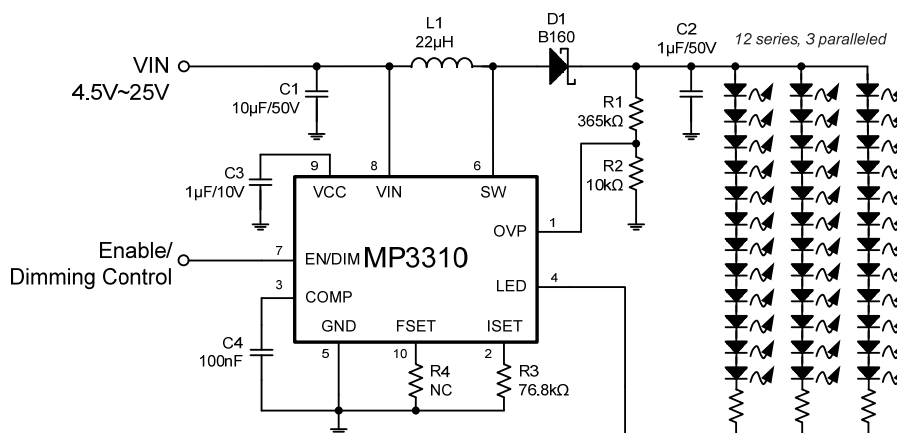 L1
22µH
D1
B160
C2
1µF/50V
12 series, 3 paralleled
VIN
4.5V~25V
C1
10µF/50V
R1
365kΩ
R2
10kΩ
C3
1µF/10V
9
8
6
VCC
VIN
SW
OVP
1
Enable/
Dimming Control
7
EN/DIM
MP3310
LED
4
3
COMP
GND
FSET
ISET
5
10
2
C4
100nF
R4
NC
R3
76.8kΩ